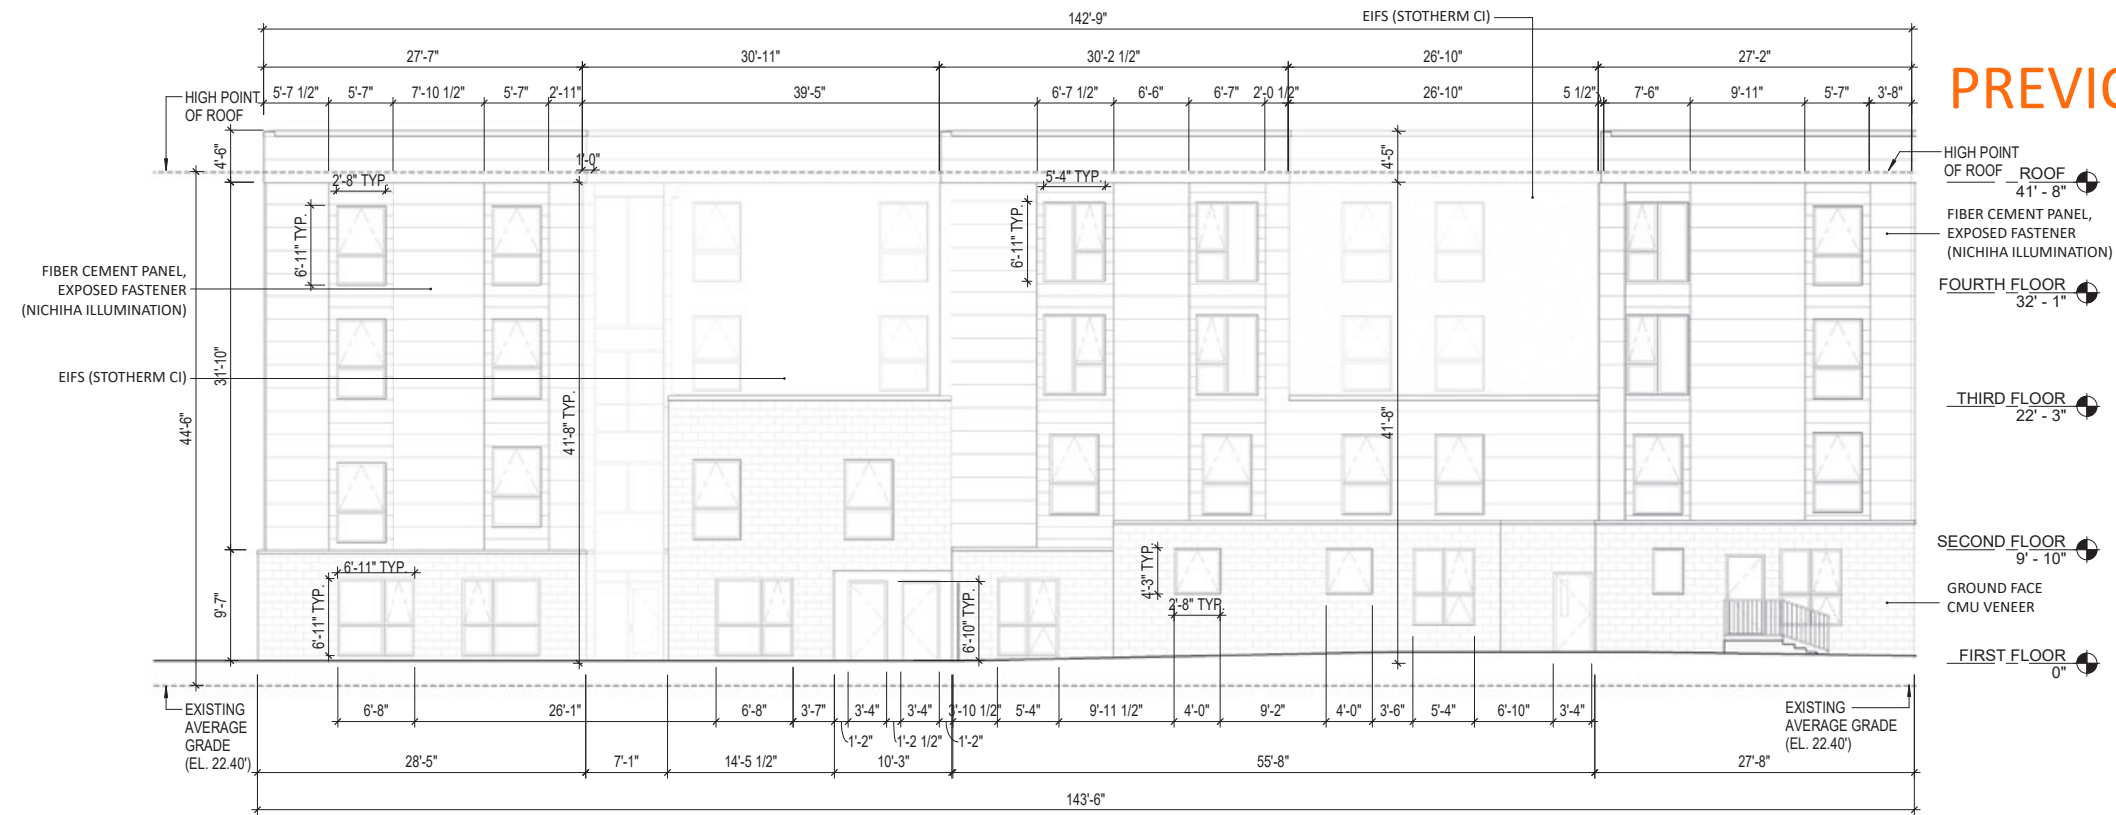 142'-9"
EIFS (STOTHERM CI)
27'-7"
30'-11"
30'-2 1/2"
26'-10"
27'-2"
PREVIO
HIGH POINT
OF ROOF
5'-7 1/2"
5'-7"
7'-10 1/2"
5'-7"
2'-11"
39'-5"
6'-7 1/2"
6'-6"
6'-7"
2'-0 1/2"
26'-10"
5 1/2"
7'-6"
9'-11"
5'-7"
3'-8"
4'-6"
1'-0"
4'-5"
HIGH POINT
OF ROOF
ROOF
41' - 8"
2'-8" TYP.
5'-4" TYP.
6'-11" TYP.
6'-11" TYP.
FIBER CEMENT PANEL,
EXPOSED FASTENER
(NICHIHA ILLUMINATION)
FIBER CEMENT PANEL,
EXPOSED FASTENER
(NICHIHA ILLUMINATION)
FOURTH FLOOR
32' - 1"
EIFS (STOTHERM CI)
31'-10"
44'-6"
41'-8" TYP.
41'-8"
THIRD FLOOR
22' - 3"
SECOND FLOOR
9' - 10"
6'-11" TYP.
6'-11" TYP.
9'-7"
6'-10" TYP.
4'-3" TYP.
2'-8" TYP.
GROUND FACE
CMU VENEER
FIRST FLOOR
0"
EXISTING
AVERAGE
GRADE
(EL. 22.40')
6'-8"
26'-1"
6'-8"
3'-7"
3'-4"
3'-4"
3'-10 1/2"
5'-4"
9'-11 1/2"
4'-0"
9'-2"
4'-0"
3'-6"
5'-4"
6'-10"
3'-4"
EXISTING
AVERAGE GRADE
(EL. 22.40')
1'-2"
1'-2 1/2"
1'-2"
28'-5"
7'-1"
14'-5 1/2"
10'-3"
55'-8"
27'-8"
143'-6"